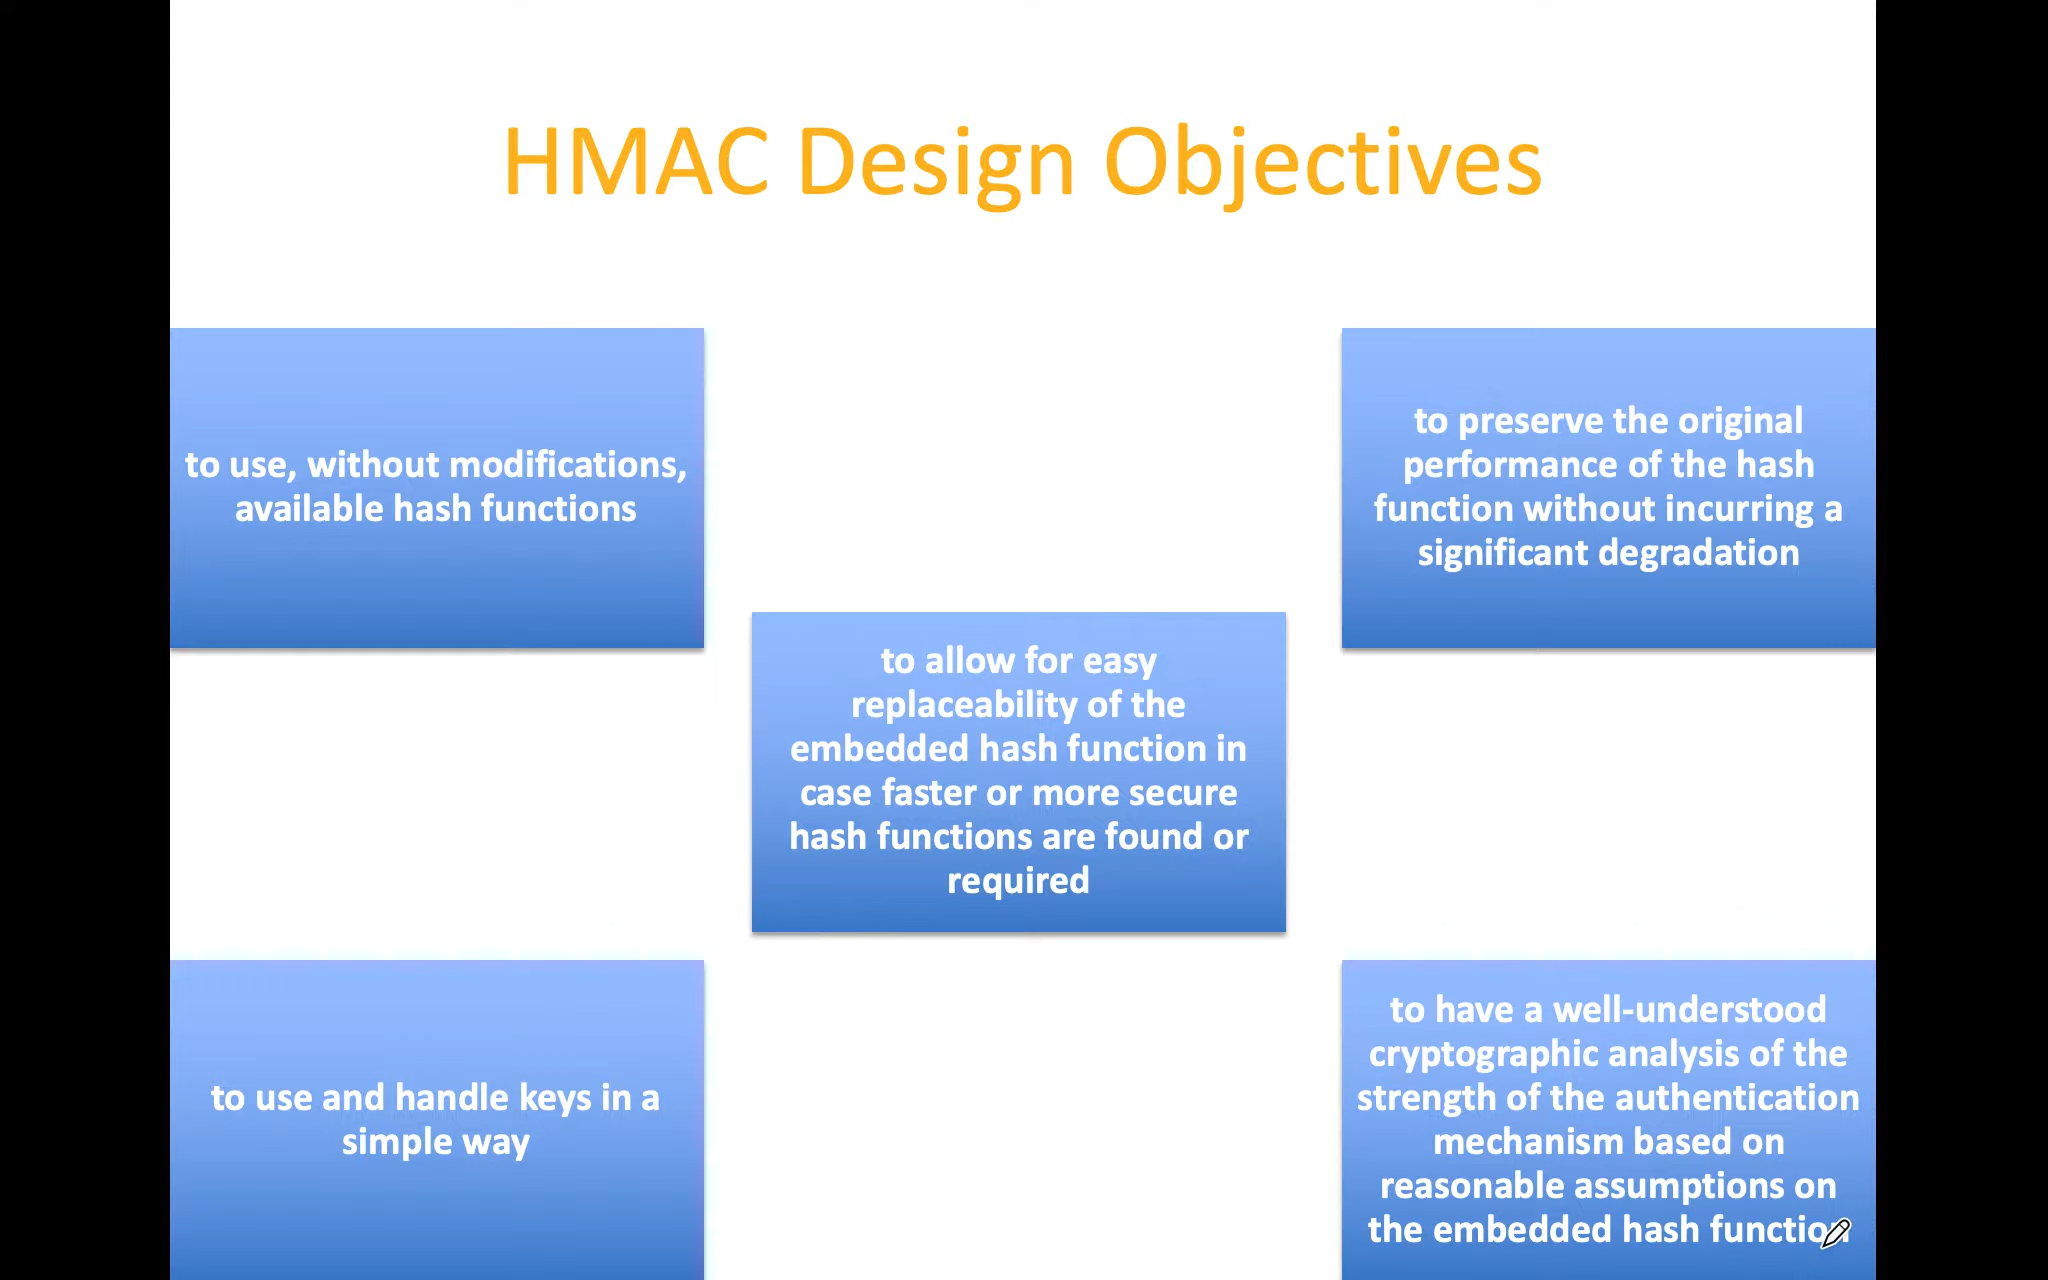 HMAC Design Objectives
to use, without modifications,
available hash functions
to preserve the original
performance of the hash
function without incurring a
significant degradation
to allow for easy
replaceability of the
embedded hash function in
case faster or more secure
hash functions are found or
required
to use and handle keys in a
simple way
to have a well-understood
cryptographic analysis of the
strength of the authentication
mechanism based on
reasonable assumptions on
the embedded hash function